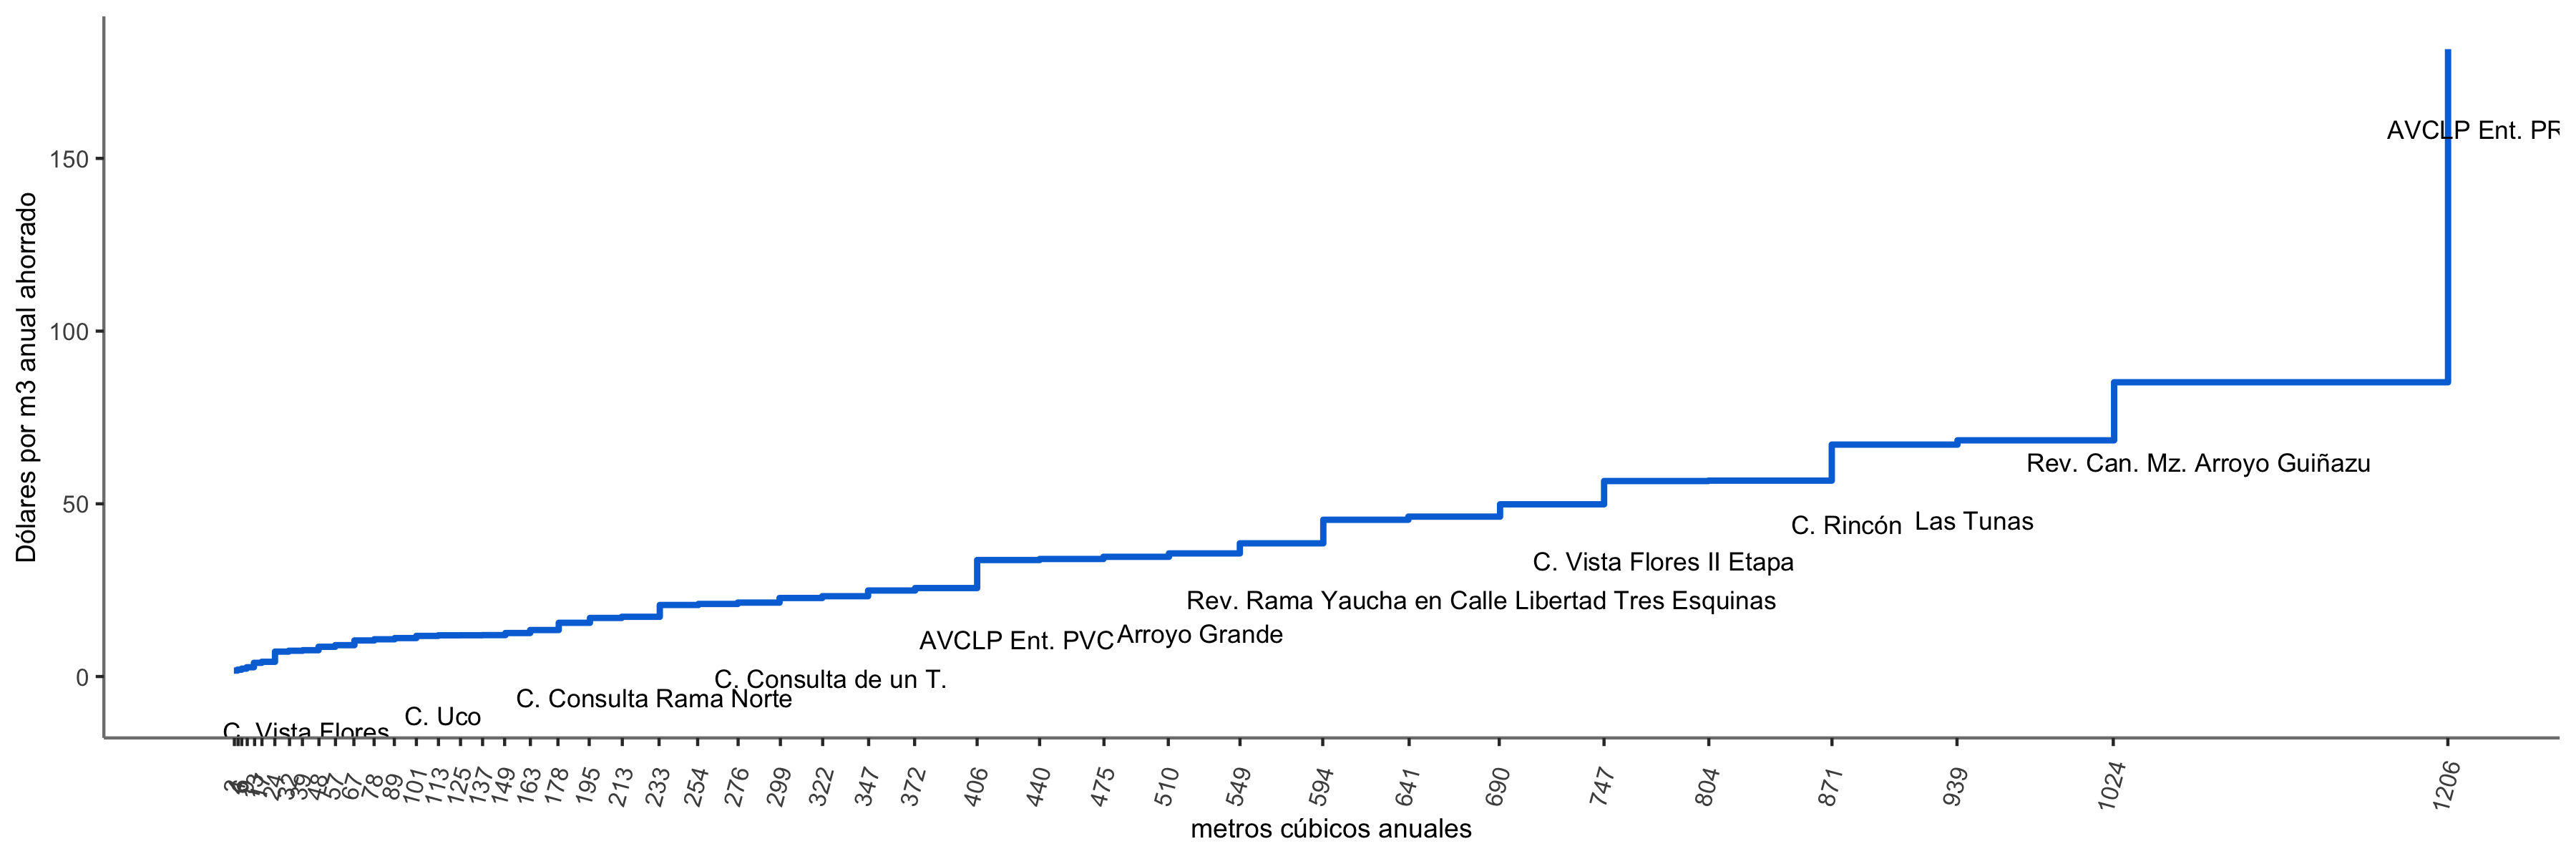 Dólares por m3 anual ahorrado
150
100
50
0
AVCLP Ent. PR
Rev. Can. Mz. Arroyo Guiñazu
C. Rincón
Las Tunas
C. Vista Flores II Etapa
Rev. Rama Yaucha en Calle Libertad Tres Esquinas
AVCLP Ent. PVC
Arroyo Grande
C. Consulta de un T.
C. Consulta Rama Norte
C. Uco
C. Vista Flores
24 32 39 48 57 67 78 89 101 113 125 137 149 163 178 195 213 233 254 276 299 322 347 372 406 440 475 510 549 594 641 690 747 804 871 939 1024 1206
metros cúbicos anuales